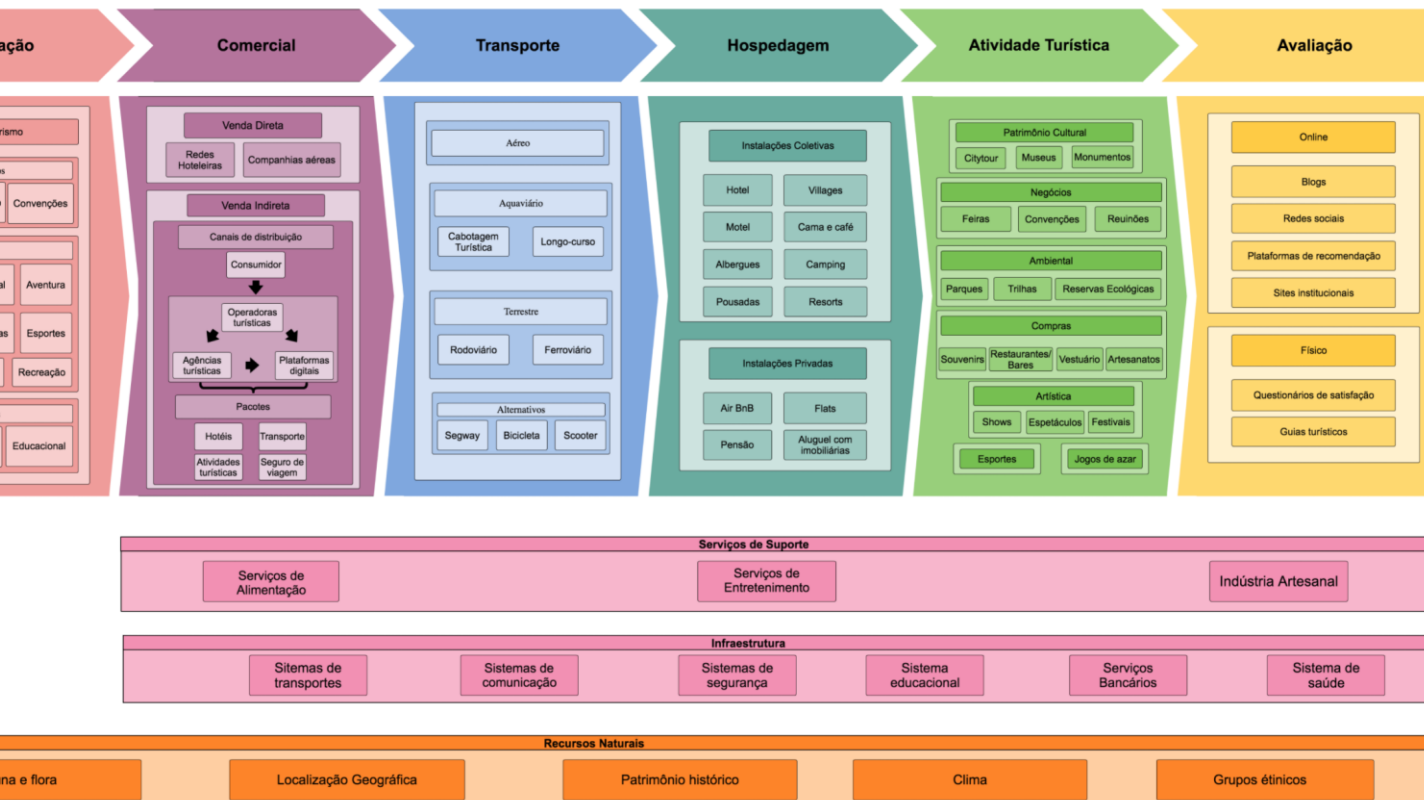 ação
Comercial
Transporte
Hospedagem
Atividade Turística
Avaliação
rismo
os
Convenções
al
Aventura
as
Esportes
Recreação
Educacional
Venda Direta
Redes
Hoteleiras
Companhias aéreas
Venda Indireta
Canais de distribuição
Consumidor
Operadoras
turísticas
Agências
turísticas
Plataformas
digitais
Pacotes
Hotéis
Transporte
Atividades
turísticas
Seguro de
viagem
Aéreo
Aquaviário
Cabotagem
Turística
Longo-curso
Terrestre
Rodoviário
Ferroviário
Alternativos
Segway
Bicicleta
Scooter
Instalações Coletivas
Hotel
Villages
Motel
Cama e café
Albergues
Camping
Pousadas
Resorts
Instalações Privadas
Air BnB
Flats
Pensão
Aluguel com
imobiliárias
Patrimônio Cultural
Citytour
Museus
Monumentos
Negócios
Feiras
Convenções
Reuinões
Ambiental
Parques
Trilhas
Reservas Ecológicas
Compras
Souvenirs
Restaurantes/
Bares
Vestuário
Artesanatos
Artística
Shows
Espetáculos
Festivais
Esportes
Jogos de azar
Online
Blogs
Redes sociais
Plataformas de recomendação
Sites institucionais
Físico
Questionários de satisfação
Guias turísticos
Serviços de Suporte
Serviços de
Alimentação
Serviços de
Entretenimento
Indústria Artesanal
Infraestrutura
Sitemas de
transportes
Sistemas de
comunicação
Sistemas de
segurança
Sistema
educacional
Serviços
Bancários
Sistema de
saúde
Recursos Naturais
na e flora
Localização Geográfica
Patrimônio histórico
Clima
Grupos étinicos